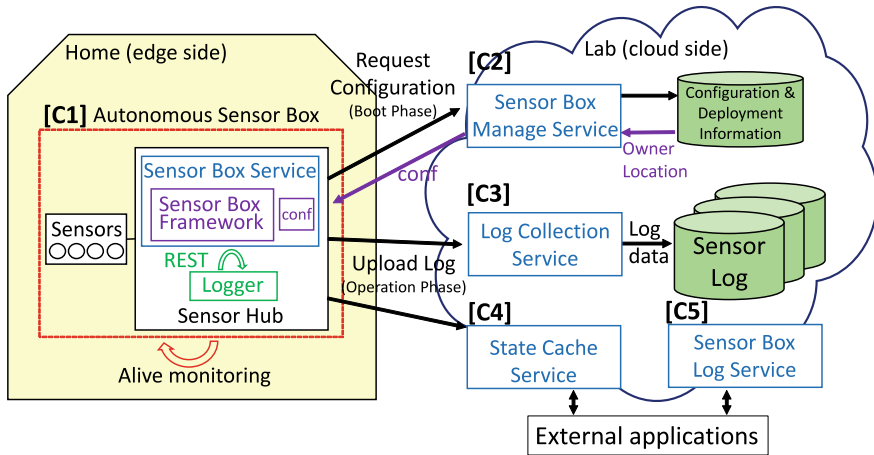 Home (edge side)
[C1] Autonomous Sensor Box
Sensor Box Service
Sensor Box
Framework
conf
Sensors
REST
Logger
Sensor Hub
Alive monitoring
Request
Configuration
(Boot Phase)
conf
Upload Log
(Operation Phase)
Lab (cloud side)
[C2]
Sensor Box
Manage Service
Configuration &
Deployment
Information
Owner
Location
[C3]
Log Collection
Service
Log
data
Sensor
Log
[C4]
State Cache
Service
[C5]
Sensor Box
Log Service
External applications